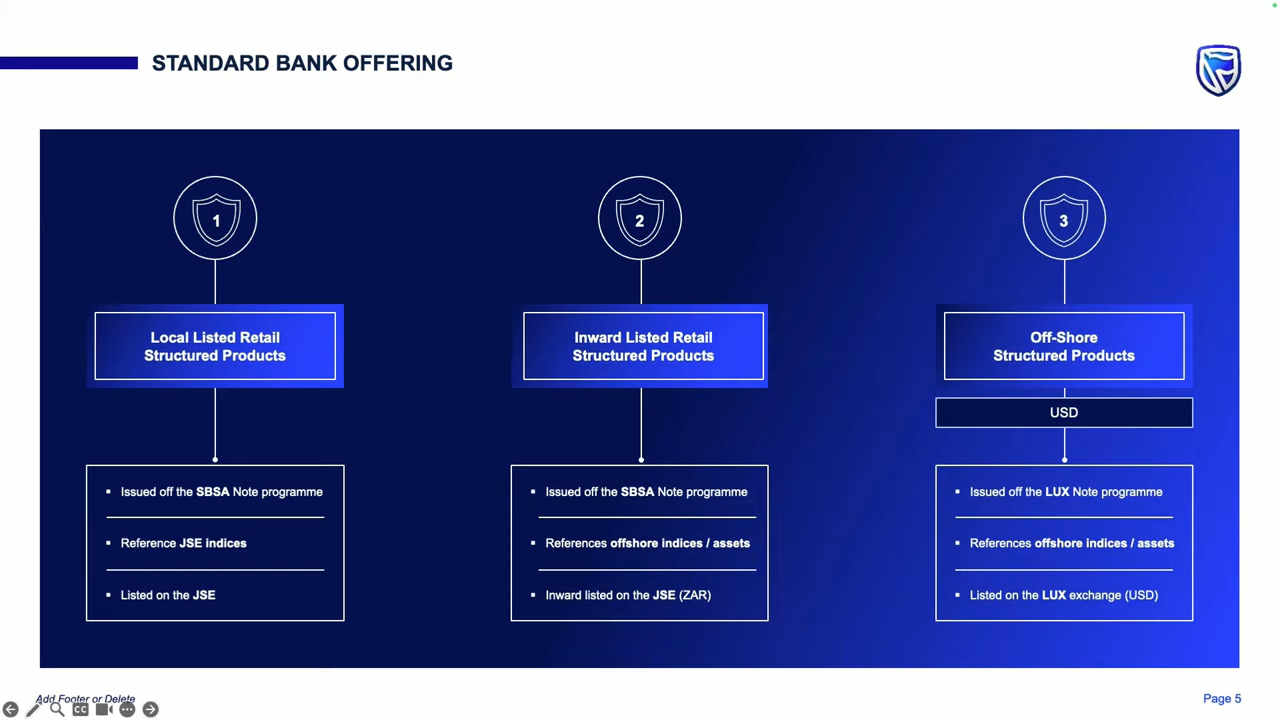 STANDARD BANK OFFERING
1
Local Listed Retail
Structured Products
▪ Issued off the SBSA Note programme
▪ Reference JSE indices
▪ Listed on the JSE
2
Inward Listed Retail
Structured Products
▪ Issued off the SBSA Note programme
▪ References offshore indices / assets
▪ Inward listed on the JSE (ZAR)
3
Off-Shore
Structured Products
USD
▪ Issued off the LUX Note programme
▪ References offshore indices / assets
▪ Listed on the LUX exchange (USD)
Add Footer or Delete
CC
Page 5